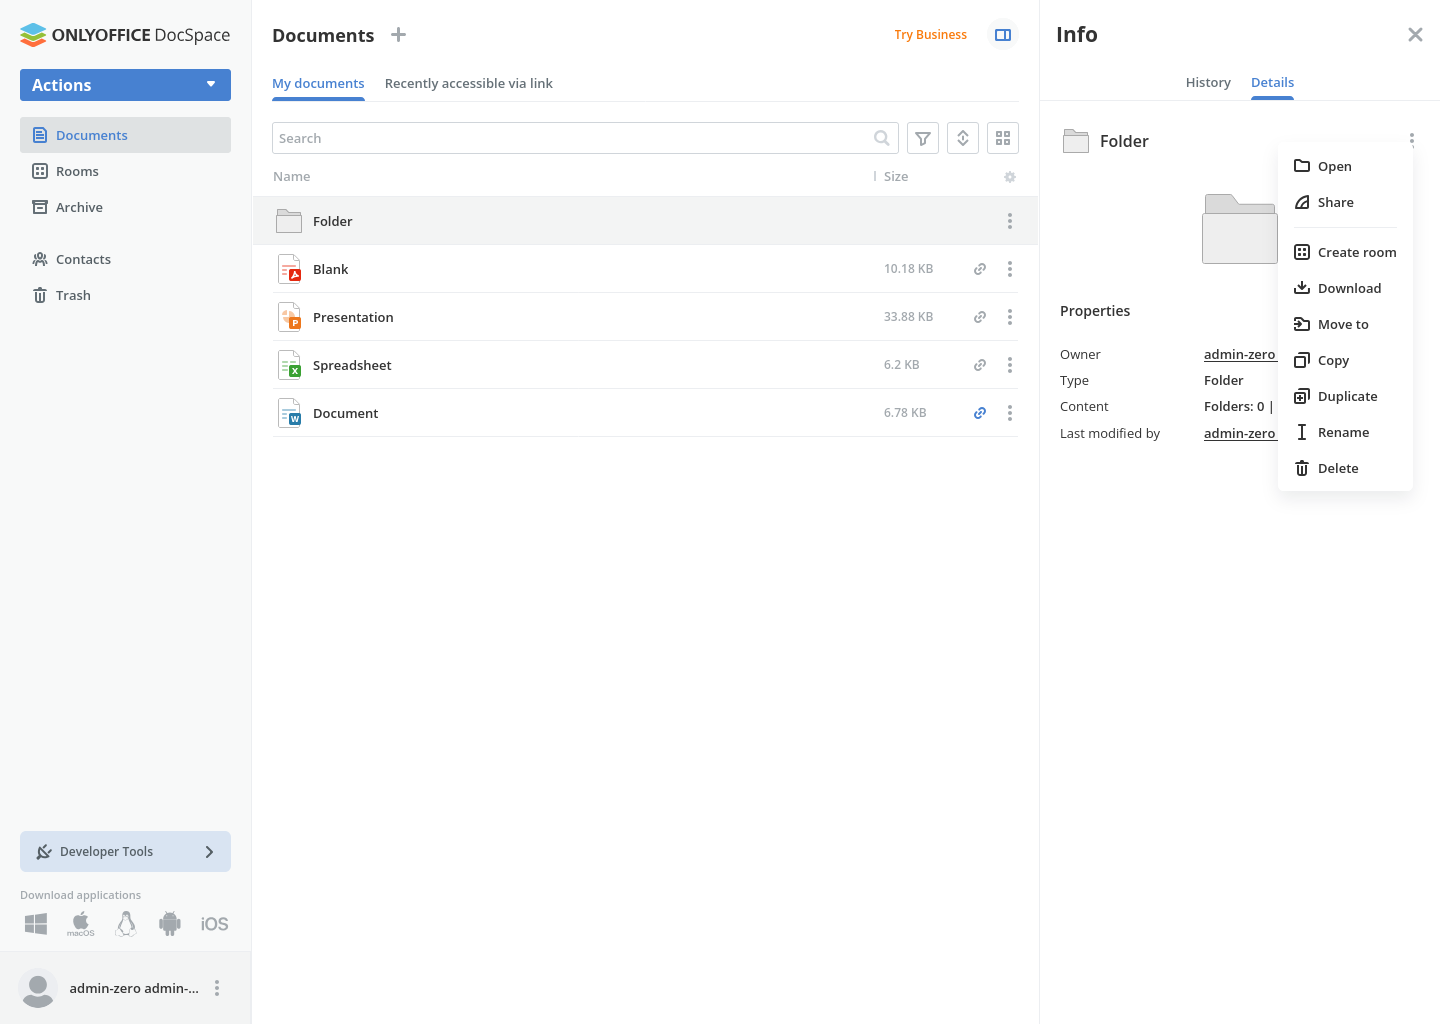 ONLYOFFICE DocSpace
Actions
Documents
Rooms
Archive
Contacts
Trash
Developer Tools
Download applications
macOS
iOS
admin-zero admin-...
Documents
Try Business
My documents
Recently accessible via link
Search
Name
Size
Folder
Blank
10.18 KB
Presentation
33.88 KB
P
Spreadsheet
6.2 KB
X
Document
6.78 KB
W
Info
History
Details
Folder
Properties
Owner
admin-zero
Type
Folder
Content
Folders: 0 |
Last modified by
admin-zero
Open
Share
Create room
Download
Move to
Copy
Duplicate
Rename
Delete